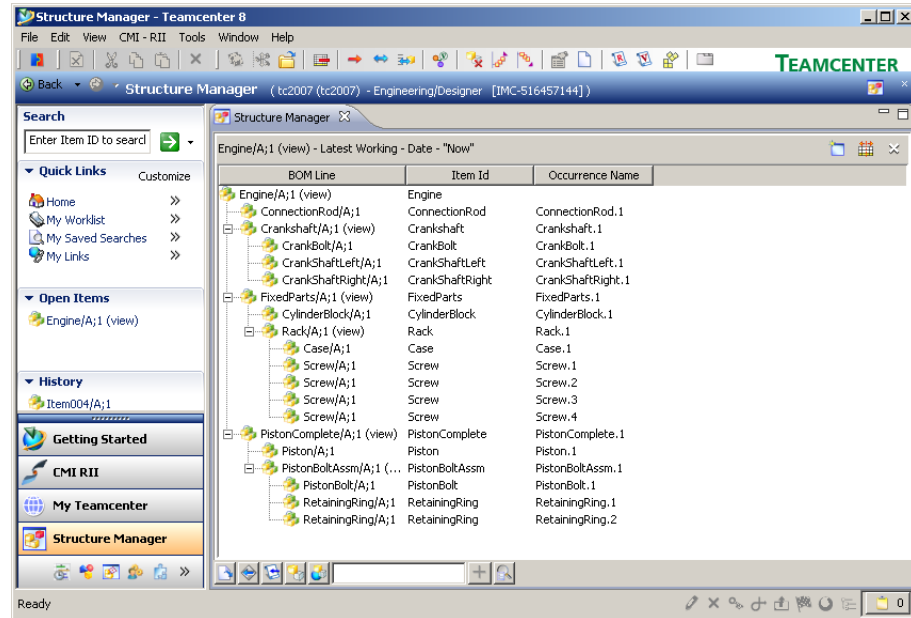 Structure Manager - Teamcenter 8
File Edit View CMI - RII Tools Window Help
TEAMCENTER
Back Structure Manager ( tc2007 (tc2007) - Engineering/Designer [IMC-516457144] )
Search
Enter Item ID to searcl
Quick Links Customize
Home
My Worklist
My Saved Searches
My Links
Open Items
Engine/A;1 (view)
History
Item004/A;1
Getting Started
CMI RII
My Teamcenter
Structure Manager
Structure Manager
Engine/A;1 (view) - Latest Working - Date - "Now"
BOM Line Item Id Occurrence Name
Engine/A;1 (view) Engine
ConnectionRod/A;1 ConnectionRod ConnectionRod.1
Crankshaft/A;1 (view) Crankshaft Crankshaft.1
CrankBolt/A;1 CrankBolt CrankBolt.1
CrankShaftLeft/A;1 CrankShaftLeft CrankShaftLeft.1
CrankShaftRight/A;1 CrankShaftRight CrankShaftRight.1
FixedParts/A;1 (view) FixedParts FixedParts.1
CylinderBlock/A;1 CylinderBlock CylinderBlock.1
Rack/A;1 (view) Rack Rack.1
Case/A;1 Case Case.1
Screw/A;1 Screw Screw.1
Screw/A;1 Screw Screw.2
Screw/A;1 Screw Screw.3
Screw/A;1 Screw Screw.4
PistonComplete/A;1 (view) PistonComplete PistonComplete.1
Piston/A;1 Piston Piston.1
PistonBoltAssm/A;1 (... PistonBoltAssm PistonBoltAssm.1
PistonBolt/A;1 PistonBolt PistonBolt.1
RetainingRing/A;1 RetainingRing RetainingRing.1
RetainingRing/A;1 RetainingRing RetainingRing.2
Ready
0